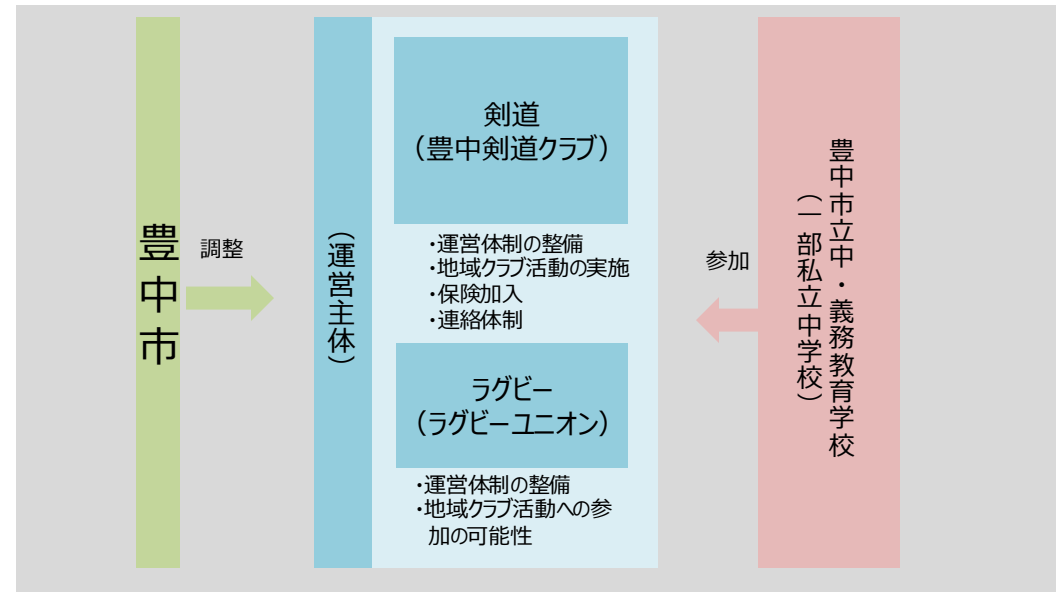 豊中市
調整
（運営主体）
剣道
（豊中剣道クラブ）
・運営体制の整備
・地域クラブ活動の実施
・保険加入
・連絡体制
ラグビー
（ラグビーユニオン）
・運営体制の整備
・地域クラブ活動への参
加の可能性
参加
豊中市立中・義務教育学校
（一部私立中学校）